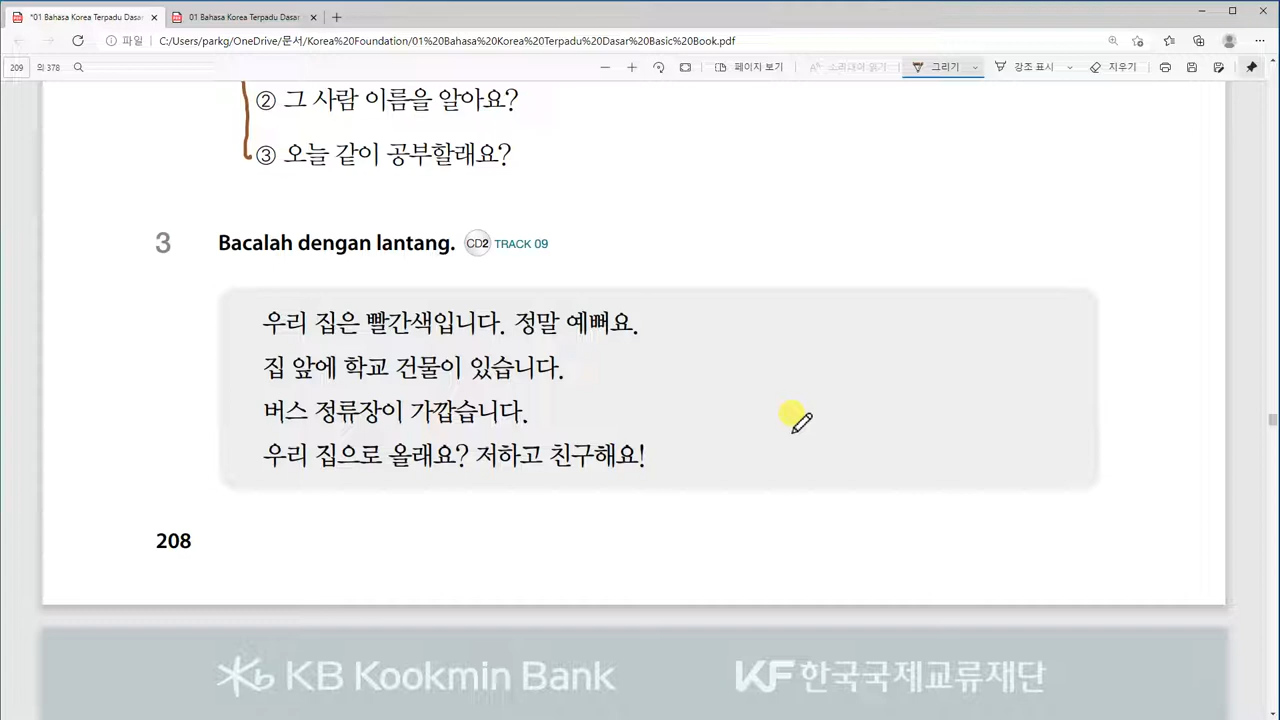 *01 Bahasa Korea Terpadu Dasar
01 Bahasa Korea Terpadu Dasar
파일
C:/Users/parkg/OneDrive/문서/Korea%20Foundation/01%20Bahasa%20Korea%20Terpadu%20Dasar%20Basic%20Book.pdf
209 의 378
페이지 보기
소리내어 읽기
그리기
강조 표시
지우기
② 그 사람 이름을 알아요?
③ 오늘 같이 공부할래요?
3 Bacalah dengan lantang. CD2 TRACK 09
우리 집은 빨간색입니다. 정말 예뻐요.
집 앞에 학교 건물이 있습니다.
버스 정류장이 가깝습니다.
우리 집으로 올래요? 저하고 친구해요!
208
Kb KB Kookmin Bank
KF 한국국제교류재단